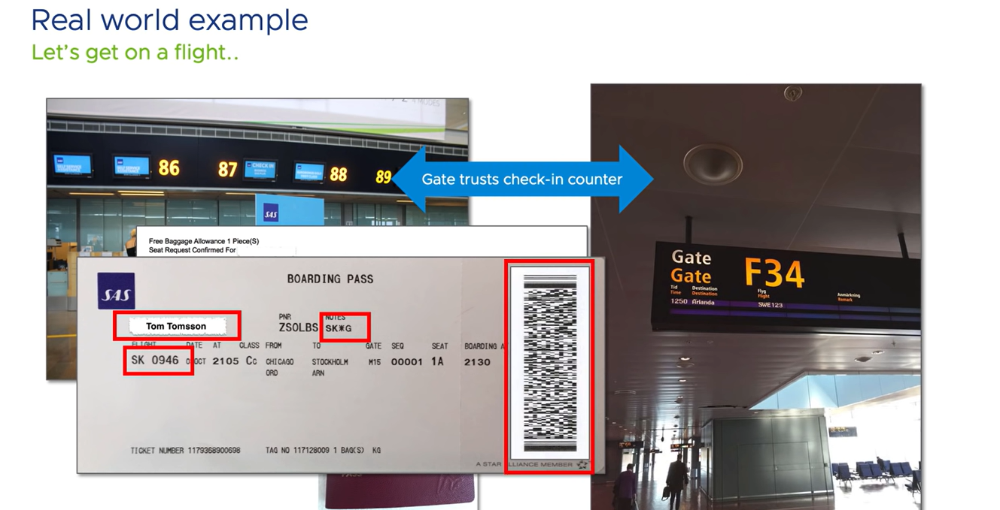 Real world example
Let's get on a flight..
86
87
CHECK IN
88
89
Gate trusts check-in counter
SAS
Free Baggage Allowance 1 Piece(S)
Seat Request Confirmed For
BOARDING PASS
SAS
Tom Tomsson
PNR
NOTES
ZSOLBS
SK*G
FLIGHT DATE AT CLASS FROM TO GATE SEQ SEAT BOARDING A
SK 0946 OCT 2105 Cc CHICAGO STOCKHOLM M15 00001 1A 2130
ORD ARN
TICKET NUMBER 1179368900698 TAG NO 117128009 1 BAG(S) KG
A STAR ALLIANCE MEMBER
Gate
Gate
F34
Tid Destination Flyg Anmärkning
Time Destination Flight Remark
1250 Arlanda SWE123